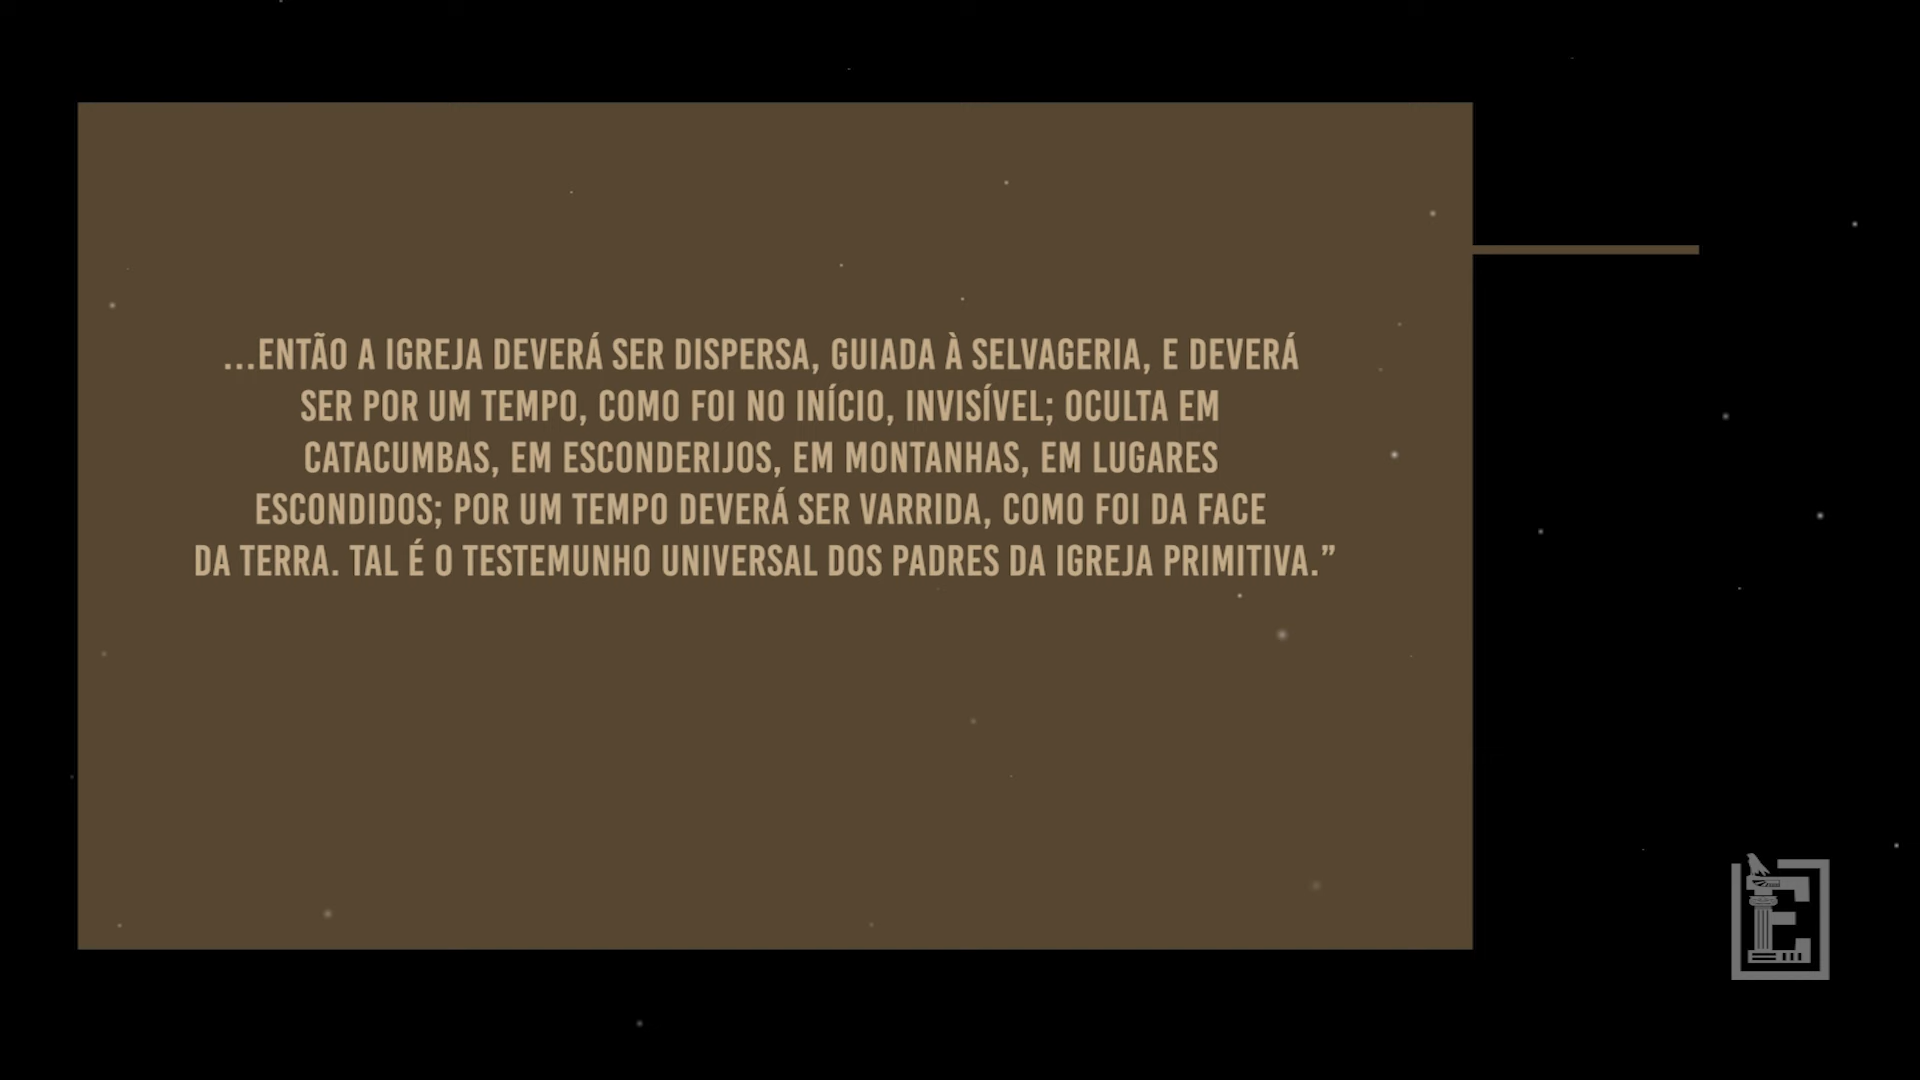 ...ENTÃO A IGREJA DEVERÁ SER DISPERSA, GUIADA À SELVAGERIA, E DEVERÁ
SER POR UM TEMPO, COMO FOI NO INÍCIO, INVISÍVEL; OCULTA EM
CATACUMBAS, EM ESCONDERIJOS, EM MONTANHAS, EM LUGARES
ESCONDIDOS; POR UM TEMPO DEVERÁ SER VARRIDA, COMO FOI DA FACE
DA TERRA. TAL É O TESTEMUNHO UNIVERSAL DOS PADRES DA IGREJA PRIMITIVA.”
E